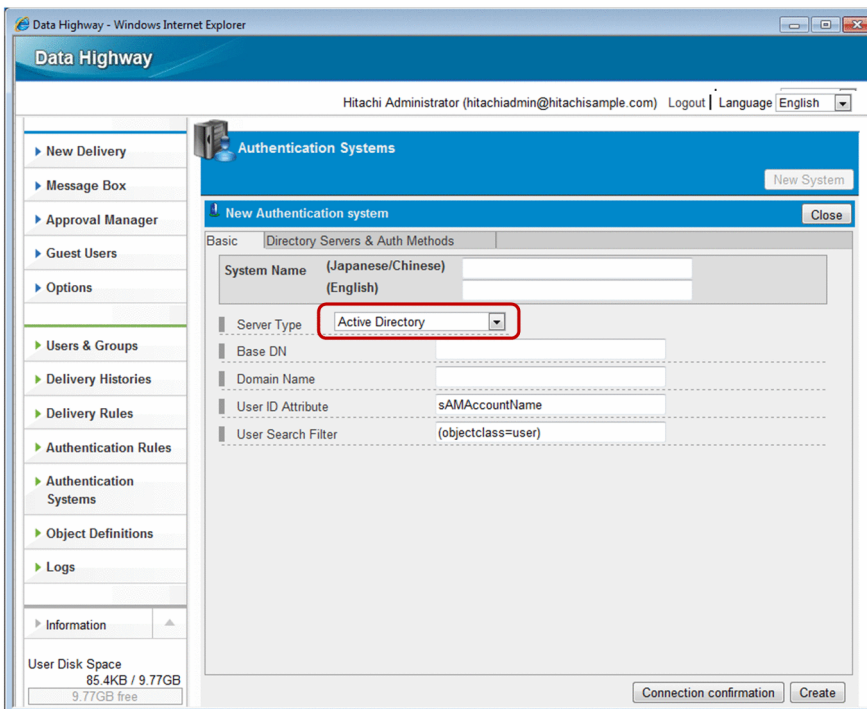 Data Highway - Windows Internet Explorer
Data Highway
Hitachi Administrator (hitachiadmin@hitachisample.com) Logout Language English
New Delivery
Message Box
Approval Manager
Guest Users
Options
Users & Groups
Delivery Histories
Delivery Rules
Authentication Rules
Authentication
Systems
Object Definitions
Logs
Information
User Disk Space
85.4KB / 9.77GB
9.77GB free
Authentication Systems
New System
New Authentication system
Close
Basic Directory Servers & Auth Methods
System Name (Japanese/Chinese)
(English)
Server Type Active Directory
Base DN
Domain Name
User ID Attribute sAMAccountName
User Search Filter (objectclass=user)
Connection confirmation Create